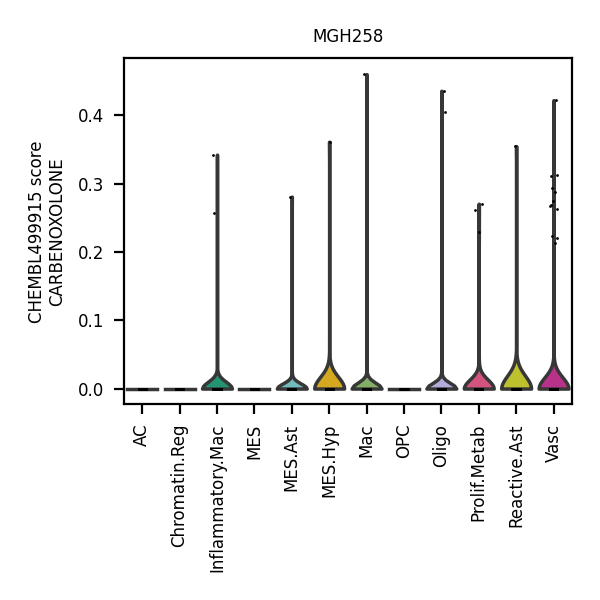 MGH258
CHEMBL499915 score
CARBENOXOLONE
0.4
0.3
0.2
0.1
0.0
AC
Chromatin.Reg
Inflammatory.Mac
MES
MES.Ast
MES.Hyp
Mac
OPC
Oligo
Prolif.Metab
Reactive.Ast
Vasc